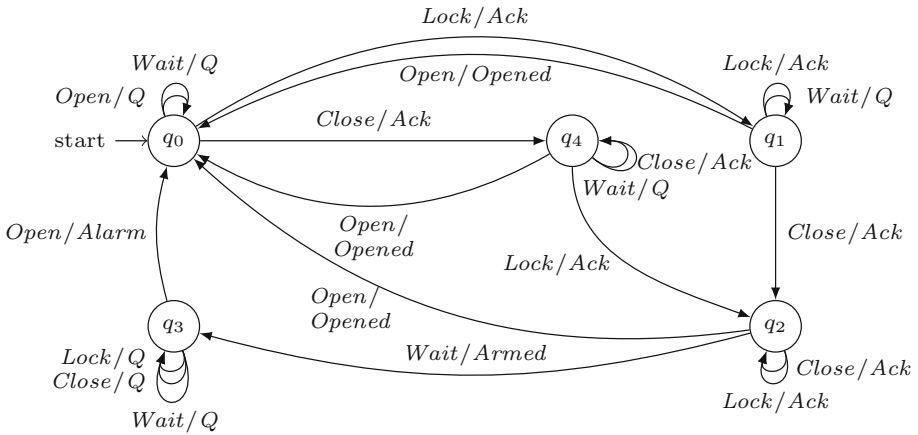 Lock/Ack
Wait/Q
Open/Q
Open/Opened
Lock/Ack
Wait/Q
start
q0
Close/Ack
q4
Close/Ack
Wait/Q
q1
Open/Alarm
Open/
Opened
Lock/Ack
Close/Ack
Open/
Opened
q3
Lock/Q
Close/Q
Wait/Q
Wait/Armed
q2
Close/Ack
Lock/Ack